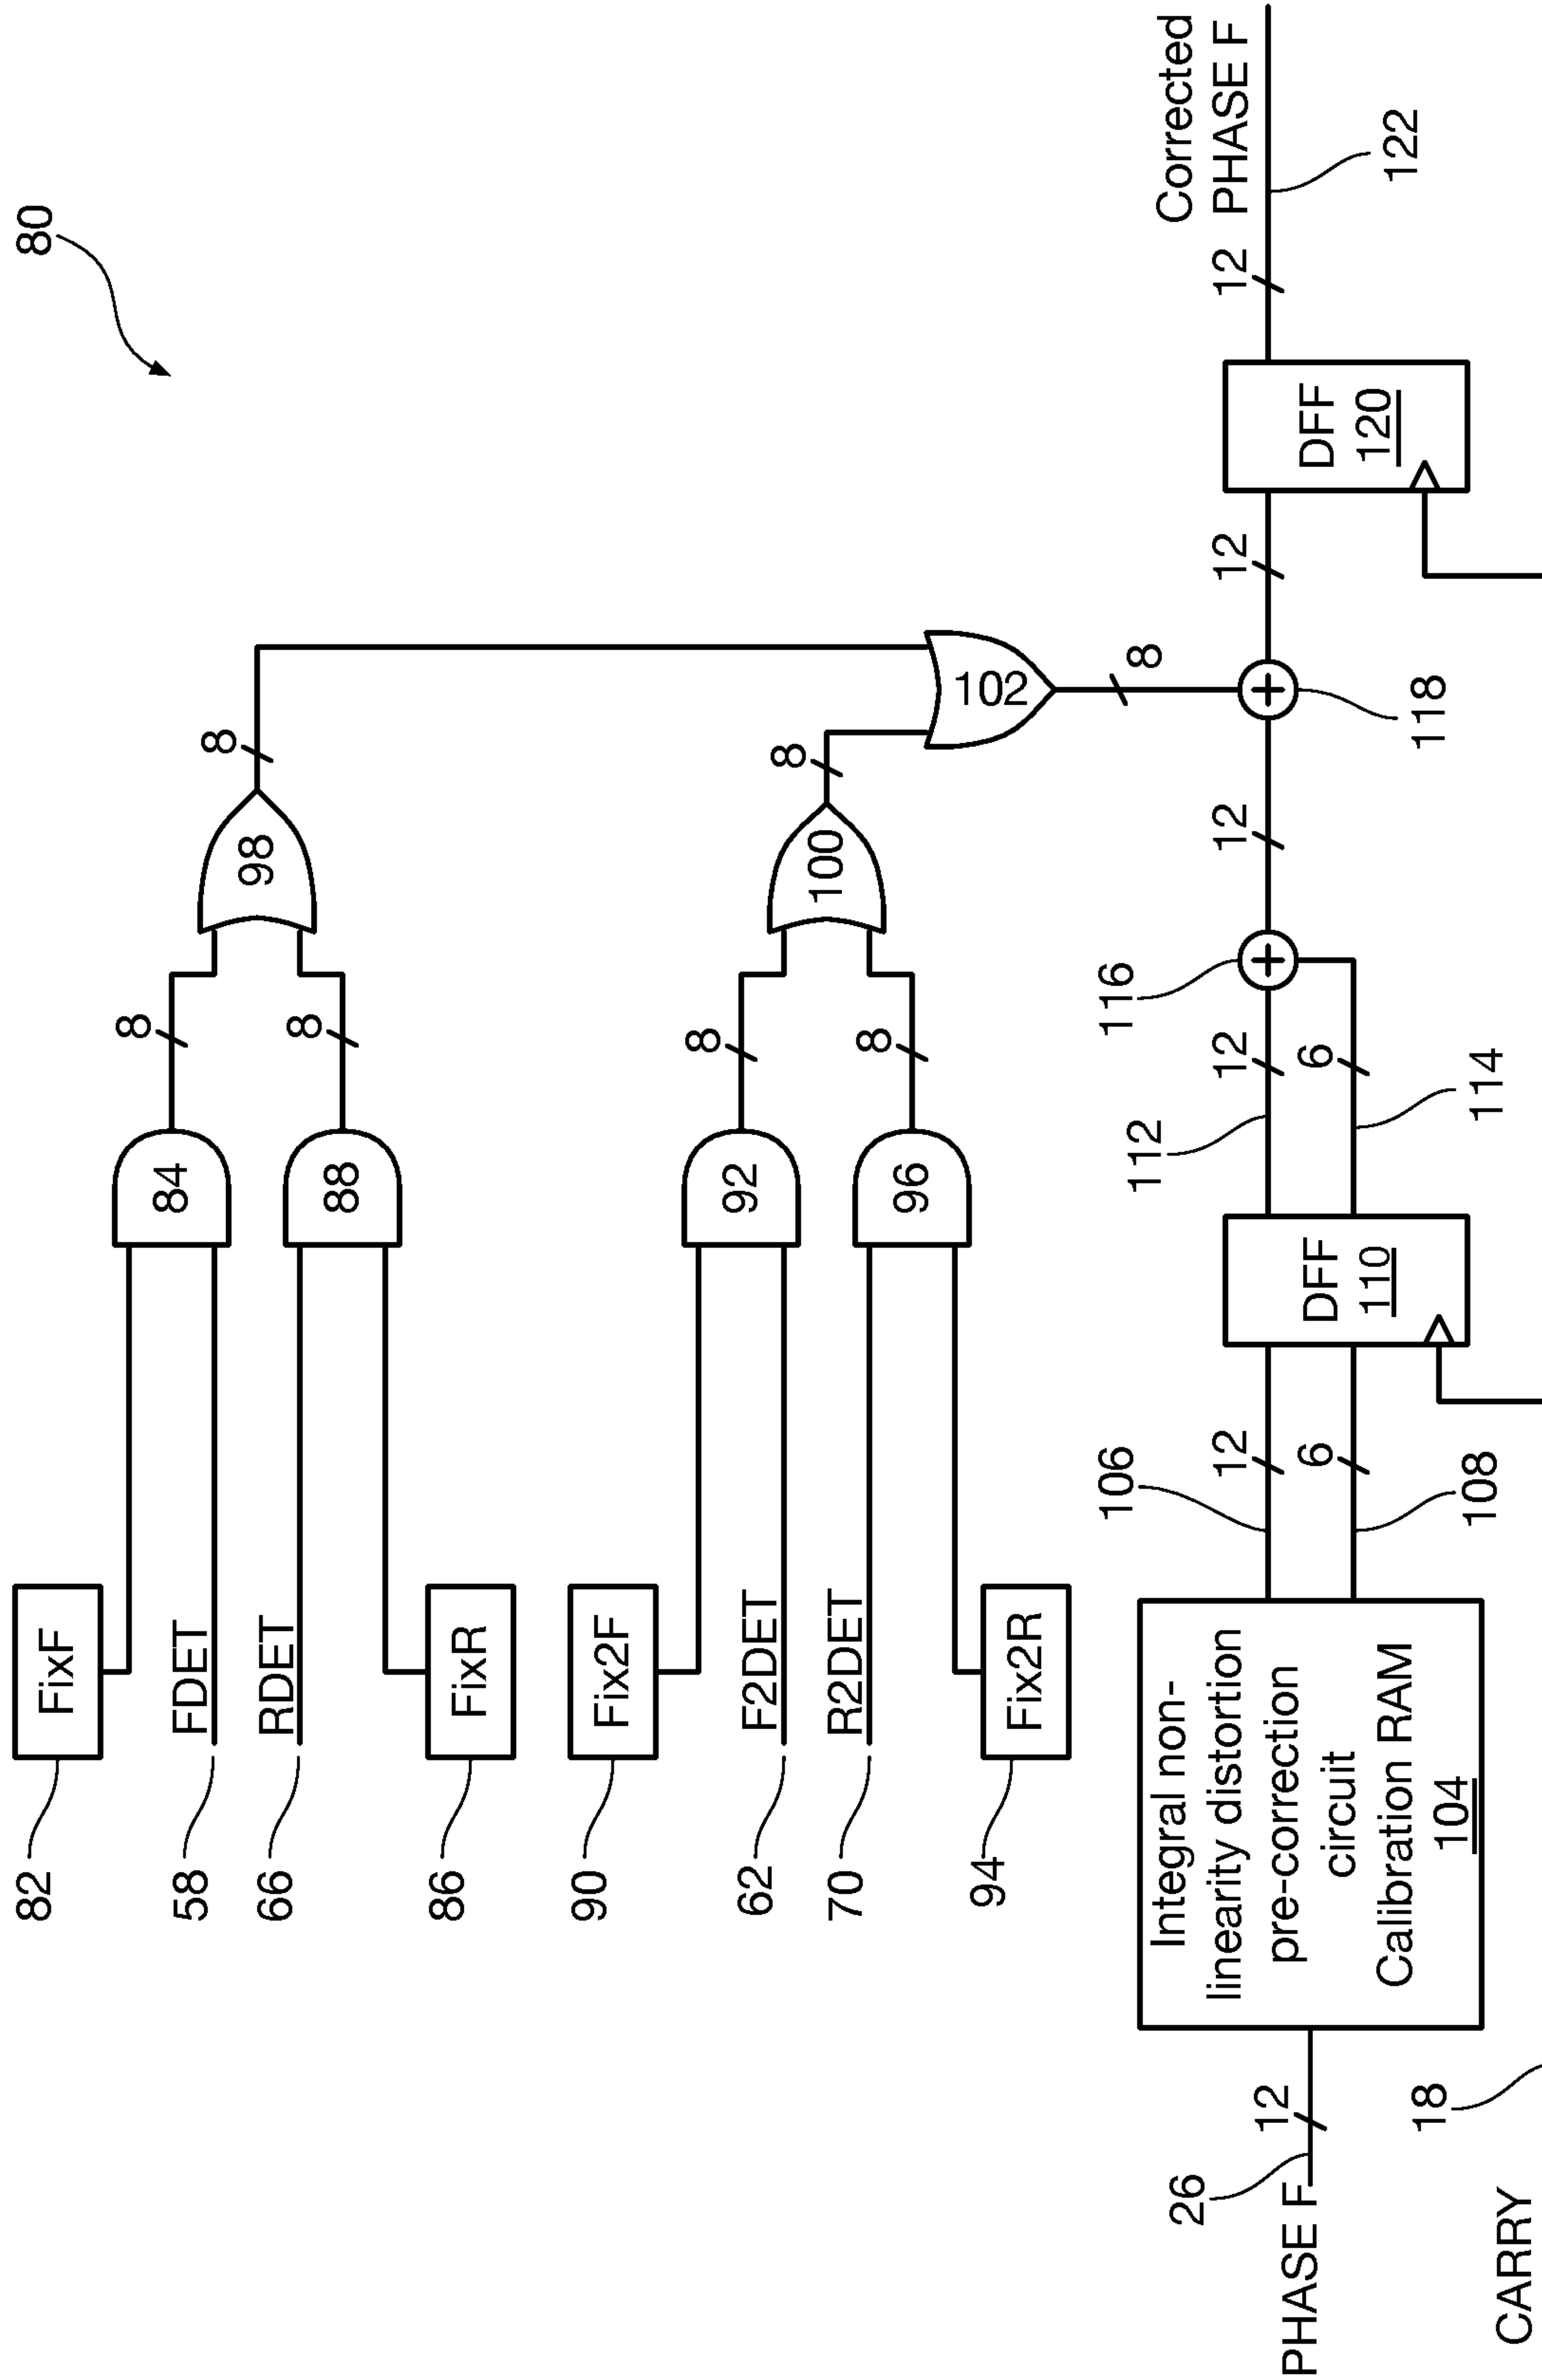 80
82
FixF
58
FDET
66
RDET
86
FixR
84
8
88
8
98
8
90
Fix2F
62
F2DET
70
R2DET
94
Fix2R
92
8
96
8
100
8
102
8
PHASE F
26
12
Integral non-
linearity distortion
pre-correction
circuit
Calibration RAM
104
106
12
6
108
DFF
110
112
12
6
114
116
12
118
12
DFF
120
12
Corrected
PHASE F
122
18
CARRY